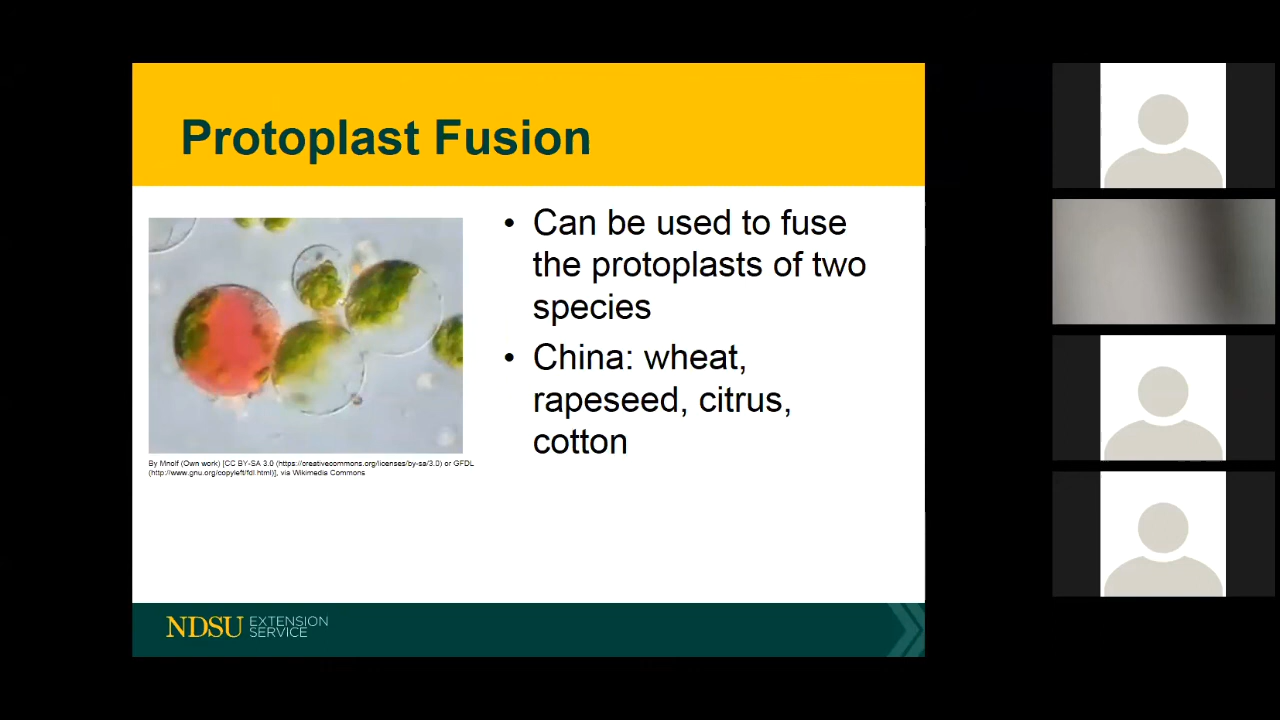 Protoplast Fusion
• Can be used to fuse
the protoplasts of two
species
• China: wheat,
rapeseed, citrus,
cotton
By Mnolf (Own work) [CC BY-SA 3.0 (https://creativecommons.org/licenses/by-sa/3.0) or GFDL
(http://www.gnu.org/copyleft/fdl.html)], via Wikimedia Commons
NDSU EXTENSION
SERVICE